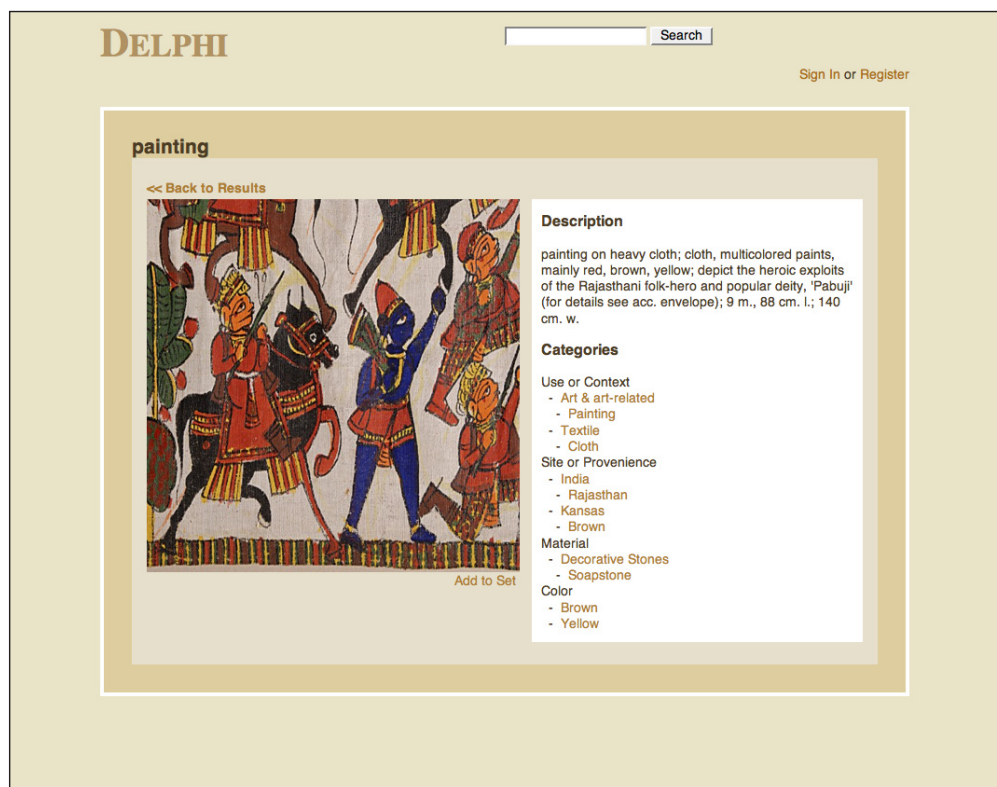 DELPHI
Search
Sign In or Register
painting
<< Back to Results
Description
painting on heavy cloth; cloth, multicolored paints,
mainly red, brown, yellow; depict the heroic exploits
of the Rajasthani folk-hero and popular deity, 'Pabuji'
(for details see acc. envelope); 9 m., 88 cm. l.; 140
cm. w.
Categories
Use or Context
- Art & art-related
- Painting
- Textile
- Cloth
Site or Provenience
- India
- Rajasthan
- Kansas
- Brown
Material
- Decorative Stones
- Soapstone
Color
- Brown
- Yellow
Add to Set